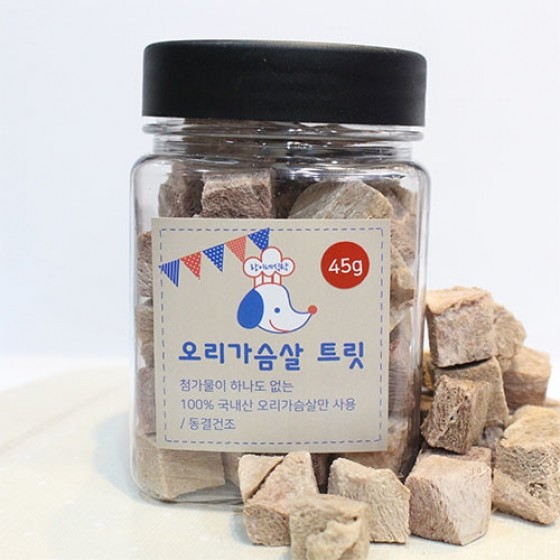 45g
오리가슴살 트릿
첨가물이 하나도 없는
100% 국내산 오리가슴살만 사용
/ 동결건조